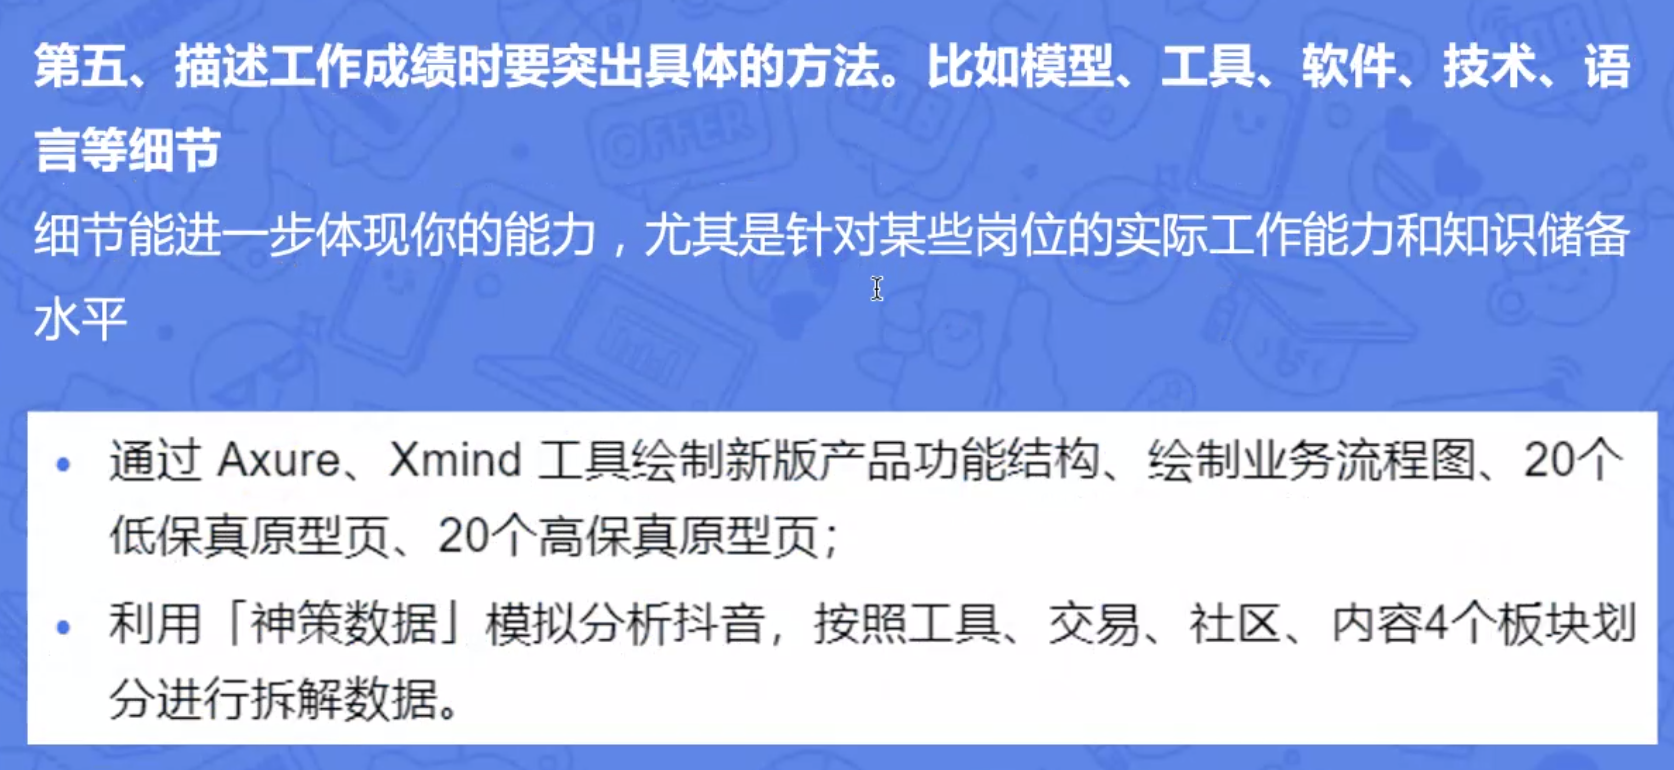 第五、描述工作成绩时要突出具体的方法。比如模型、工具、软件、技术、语
言等细节
细节能进一步体现你的能力，尤其是针对某些岗位的实际工作能力和知识储备
水平
OFFER
• 通过 Axure、Xmind 工具绘制新版产品功能结构、绘制业务流程图、20个
低保真原型页、20个高保真原型页；
• 利用「神策数据」模拟分析抖音，按照工具、交易、社区、内容4个板块划
分进行拆解数据。